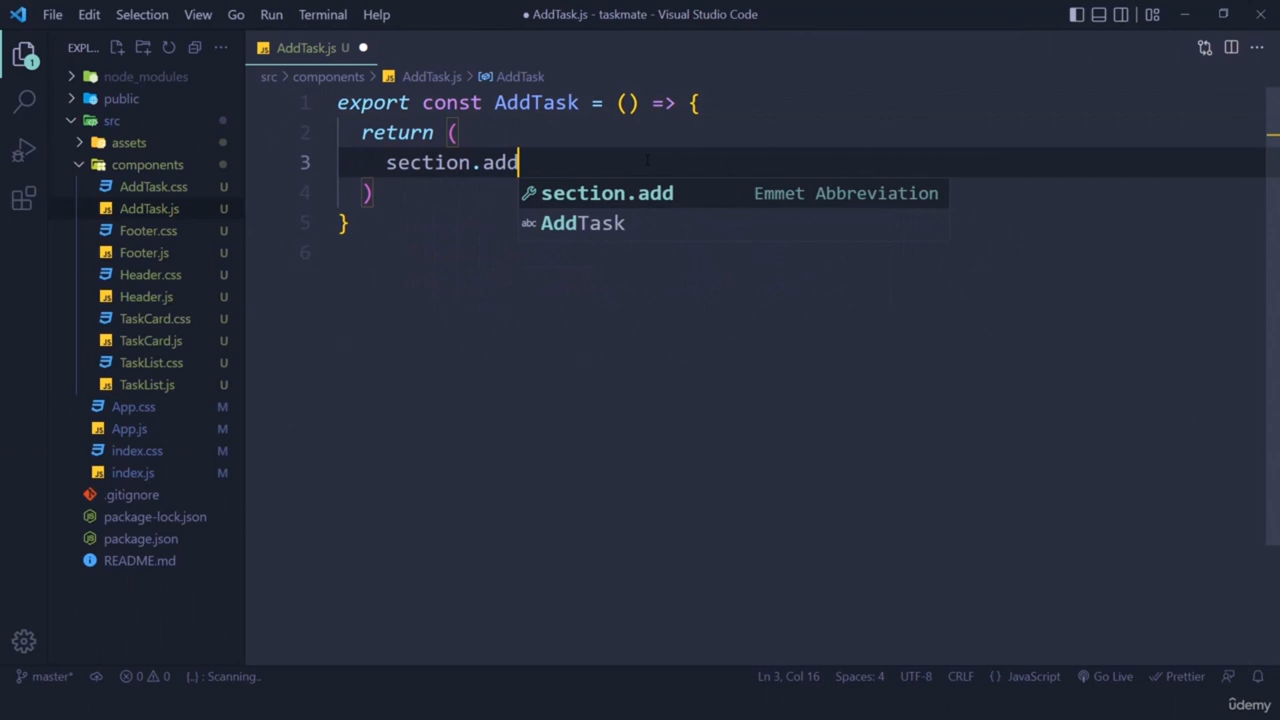 File Edit Selection View Go Run Terminal Help
AddTask.js - taskmate - Visual Studio Code
EXPL...
AddTask.js U
src > components > AddTask.js > AddTask
1
node_modules
public
src
assets
components
AddTask.css U
AddTask.js U
Footer.css U
Footer.js U
Header.css U
Header.js U
TaskCard.css U
TaskCard.js U
TaskList.css U
TaskList.js U
App.css M
App.js M
index.css M
index.js M
.gitignore
package-lock.json
package.json
README.md
1 export const AddTask = () => {
2 return (
3 section.add
4 )
5 }
6
section.add Emmet Abbreviation
abc AddTask
master* 0 0 {..} : Scanning..
Ln 3, Col 16 Spaces: 4 UTF-8 CRLF {} JavaScript Go Live Prettier
ûdemy